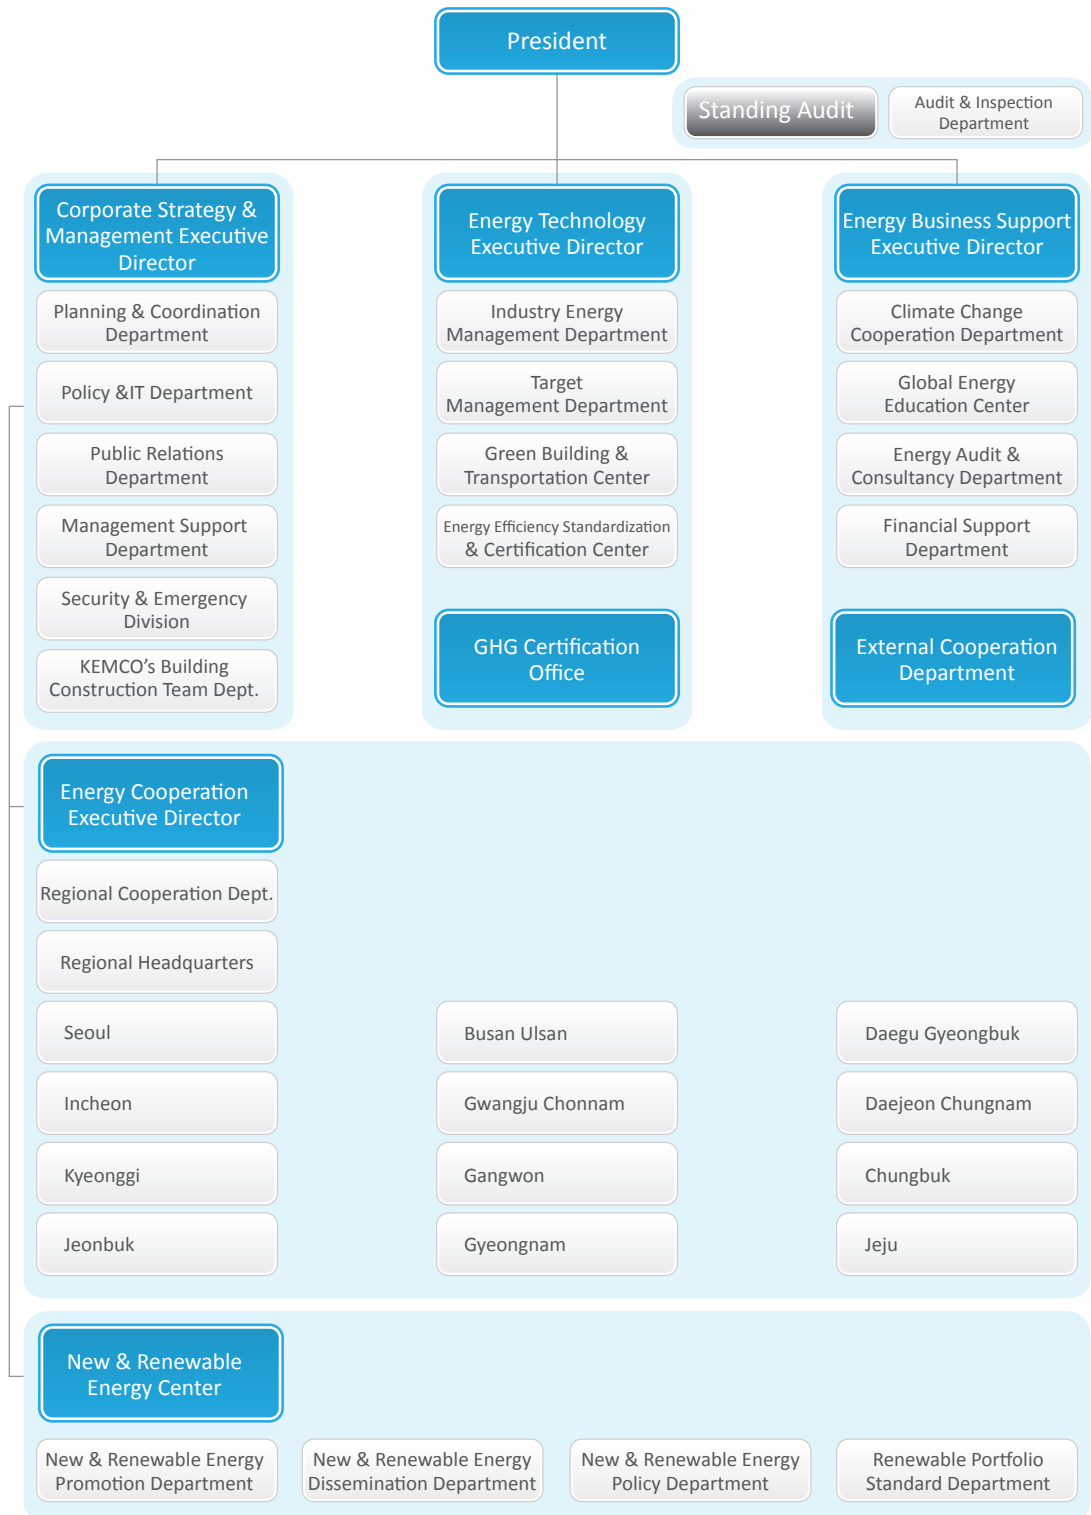 President
Standing Audit
Audit & Inspection
Department
Corporate Strategy &
Management Executive
Director
Planning & Coordination
Department
Policy &IT Department
Public Relations
Department
Management Support
Department
Security & Emergency
Division
KEMCO’s Building
Construction Team Dept.
Energy Technology
Executive Director
Industry Energy
Management Department
Target
Management Department
Green Building &
Transportation Center
Energy Efficiency Standardization
& Certification Center
GHG Certification
Office
Energy Business Support
Executive Director
Climate Change
Cooperation Department
Global Energy
Education Center
Energy Audit &
Consultancy Department
Financial Support
Department
External Cooperation
Department
Energy Cooperation
Executive Director
Regional Cooperation Dept.
Regional Headquarters
Seoul
Busan Ulsan
Daegu Gyeongbuk
Incheon
Gwangju Chonnam
Daejeon Chungnam
Kyeonggi
Gangwon
Chungbuk
Jeonbuk
Gyeongnam
Jeju
New & Renewable
Energy Center
New & Renewable Energy
Promotion Department
New & Renewable Energy
Dissemination Department
New & Renewable Energy
Policy Department
Renewable Portfolio
Standard Department